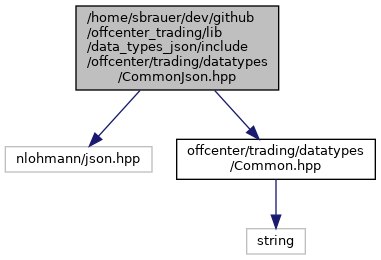 /home/sbrauer/dev/github
/offcenter_trading/lib
/data_types_json/include
/offcenter/trading/datatypes
/CommonJson.hpp
nlohmann/json.hpp
offcenter/trading/datatypes
/Common.hpp
string